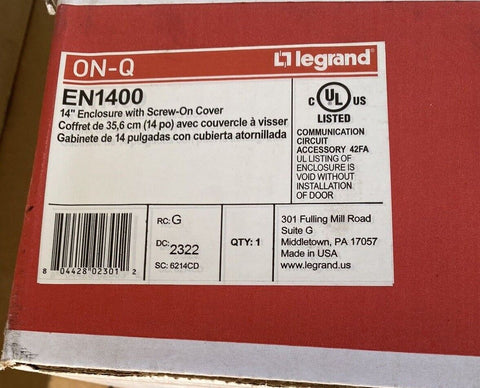 ON-Q
legrand
EN1400
14" Enclosure with Screw-On Cover
Coffret de 35,6 cm (14 po) avec couvercle à visser
Gabinete de 14 pulgadas con cubierta atornillada
C UL US
LISTED
COMMUNICATION
CIRCUIT
ACCESSORY 42FA
UL LISTING OF
ENCLOSURE IS
VOID WITHOUT
INSTALLATION
OF DOOR
8 04428 02301 2
RC: G
DC: 2322
SC: 6214CD
QTY: 1
301 Fulling Mill Road
Suite G
Middletown, PA 17057
Made in USA
www.legrand.us